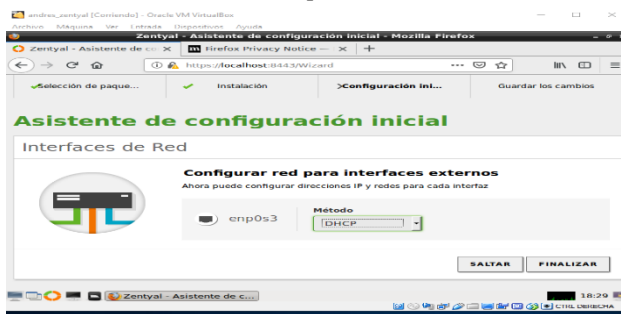 andres_zentyal [Corriendo] - Oracle VM VirtualBox
Archivo Máquina Ver Entrada Dispositivos Ayuda
Zentyal - Asistente de configuración inicial - Mozilla Firefox
Zentyal - Asistente de co
Firefox Privacy Notice —
https://localhost:8443/Wizard
Selección de paque...
Instalación
Configuración ini...
Guardar los cambios
Asistente de configuración inicial
Interfaces de Red
Configurar red para interfaces externos
Ahora puede configurar direcciones IP y redes para cada interfaz
enp0s3
Método
DHCP
SALTAR
FINALIZAR
Zentyal - Asistente de c...
18:29
CTRL DERECHA